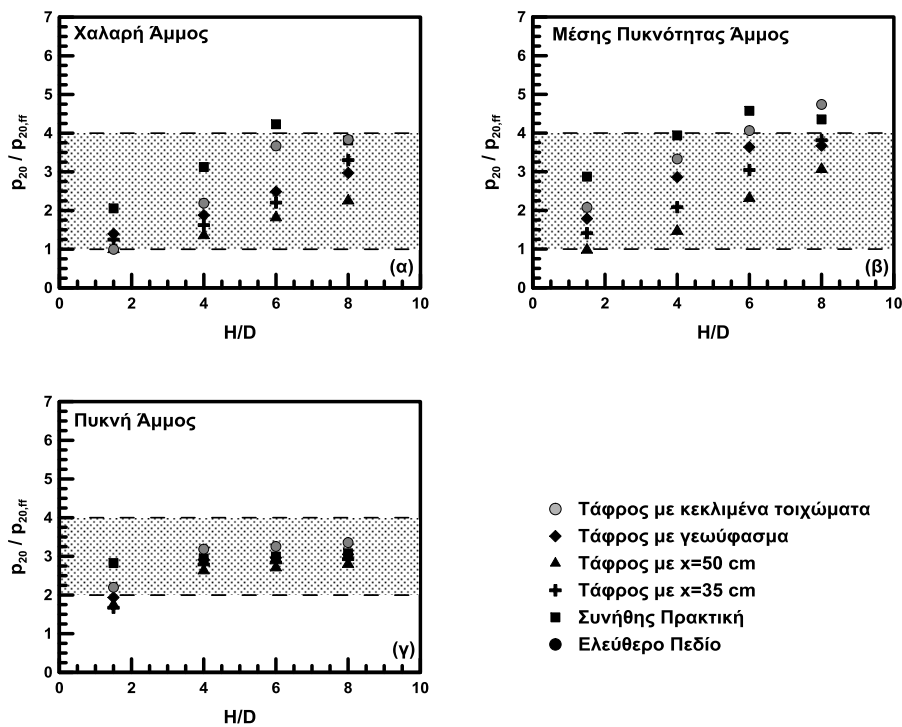 Χαλαρή Άμμος
7
6
5
4
3
2
1
0
p20 / p20,ff
0 2 4 6 8 10
H/D
(α)
Μέσης Πυκνότητας Άμμος
7
6
5
4
3
2
1
0
p20 / p20,ff
0 2 4 6 8 10
H/D
(β)
Πυκνή Άμμος
7
6
5
4
3
2
1
0
p20 / p20,ff
0 2 4 6 8 10
H/D
(γ)
Τάφρος με κεκλιμένα τοιχώματα
Τάφρος με γεωύφασμα
Τάφρος με x=50 cm
Τάφρος με x=35 cm
Συνήθης Πρακτική
Ελεύθερο Πεδίο